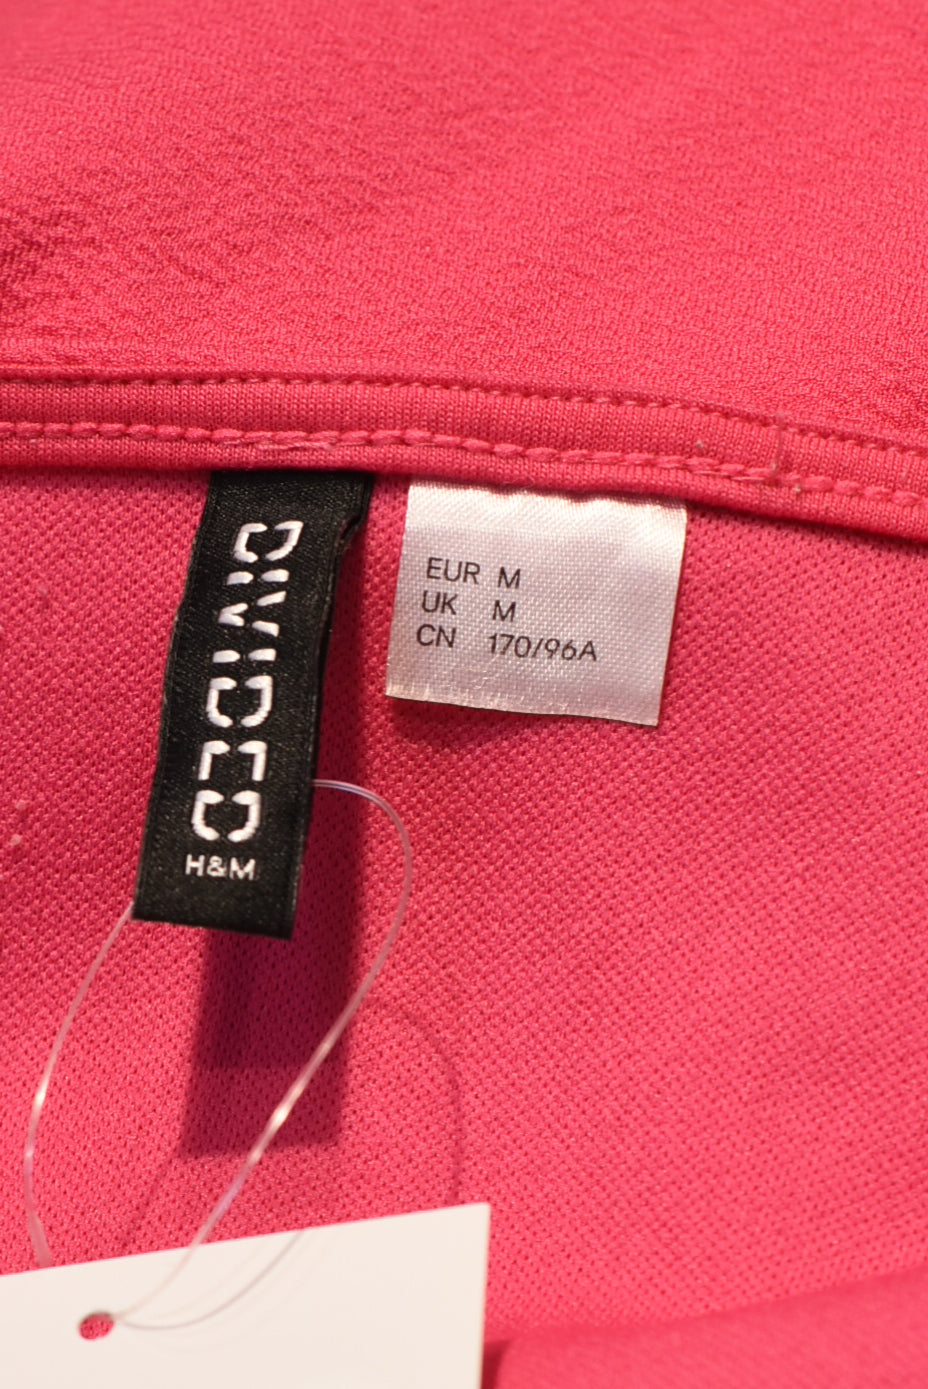 DIVIDED
H&M
EUR M
UK M
CN 170/96A